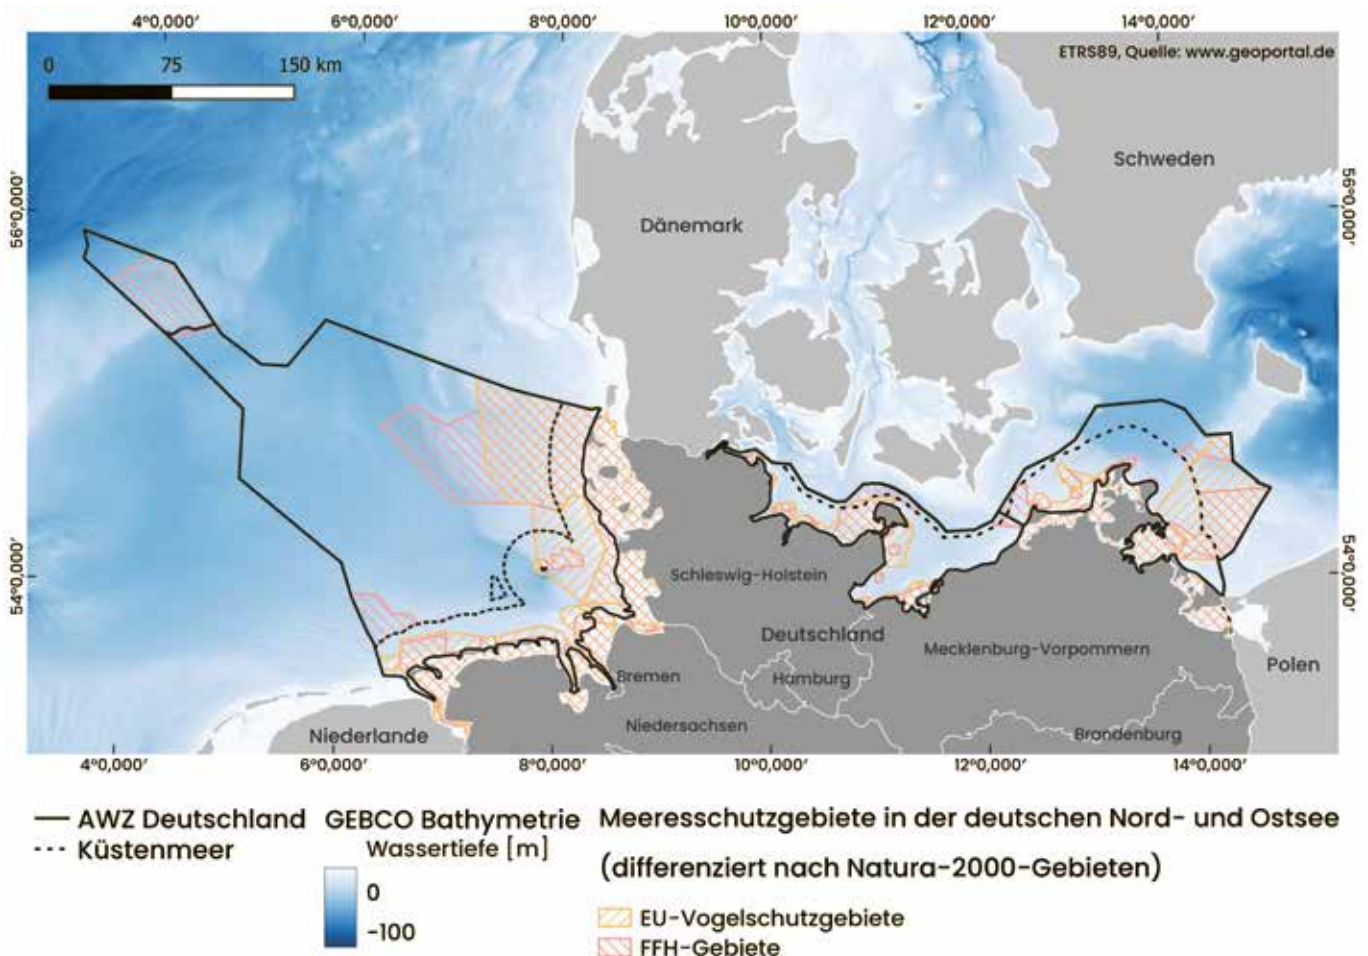 4°0,000′ 6°0,000′ 8°0,000′ 10°0,000′ 12°0,000′ 14°0,000′
0 75 150 km
ETRS89, Quelle: www.geoportal.de
Schweden
56°0,000′
56°0,000′
Dänemark
54°0,000′
54°0,000′
Schleswig-Holstein
Deutschland
Mecklenburg-Vorpommern
Polen
Bremen
Hamburg
Niedersachsen
Niederlande
Brandenburg
4°0,000′ 6°0,000′ 8°0,000′ 10°0,000′ 12°0,000′ 14°0,000′
AWZ Deutschland
Küstenmeer
GEBCO Bathymetrie
Wassertiefe [m]
0
-100
Meeresschutzgebiete in der deutschen Nord- und Ostsee
(differenziert nach Natura-2000-Gebieten)
EU-Vogelschutzgebiete
FFH-Gebiete